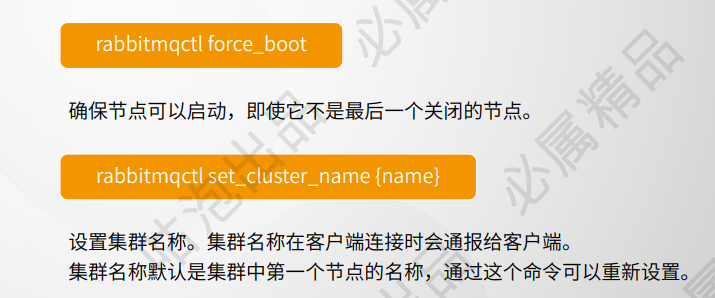 rabbitmqctl force_boot
确保节点可以启动，即使它不是最后一个关闭的节点。
rabbitmqctl set_cluster_name {name}
设置集群名称。集群名称在客户端连接时会通报给客户端。
集群名称默认是集群中第一个节点的名称，通过这个命令可以重新设置。
咕泡出品
必属精品